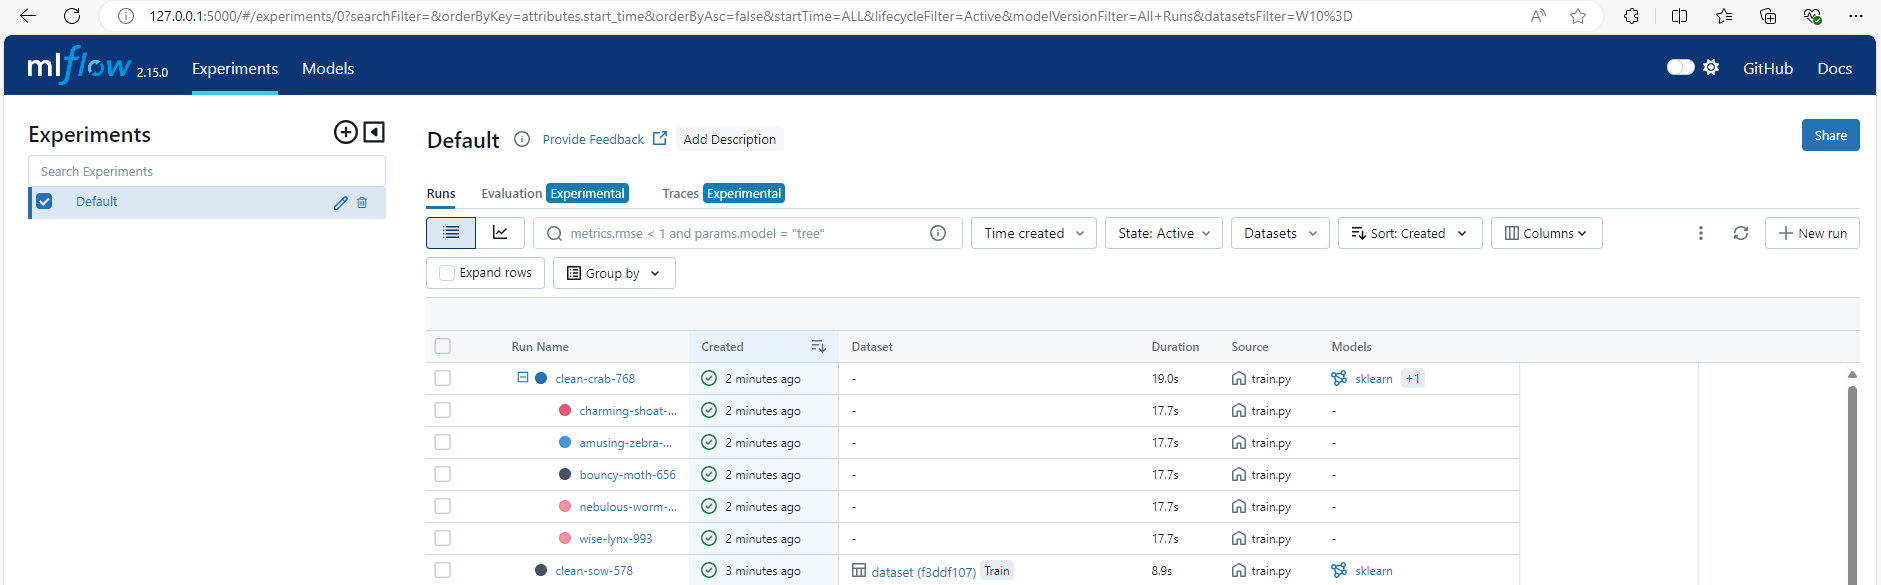 127.0.0.1:5000/#/experiments/0?searchFilter=&orderByKey=attributes.start_time&orderByAsc=false&startTime=ALL&lifecycleFilter=Active&modelVersionFilter=All+Runs&datasetsFilter=W10%3D
mlflow 2.15.0 Experiments Models GitHub Docs
Experiments
Search Experiments
Default
Default Provide Feedback Add Description Share
Runs Evaluation Experimental Traces Experimental
metrics.rmse < 1 and params.model = "tree" Time created State: Active Datasets Sort: Created Columns New run
Expand rows Group by
Run Name Created Dataset Duration Source Models
clean-crab-768 2 minutes ago - 19.0s train.py sklearn +1
charming-shoat-... 2 minutes ago - 17.7s train.py -
amusing-zebra-... 2 minutes ago - 17.7s train.py -
bouncy-moth-656 2 minutes ago - 17.7s train.py -
nebulous-worm-... 2 minutes ago - 17.7s train.py -
wise-lynx-993 2 minutes ago - 17.7s train.py -
clean-sow-578 3 minutes ago dataset (f3ddf107) Train 8.9s train.py sklearn